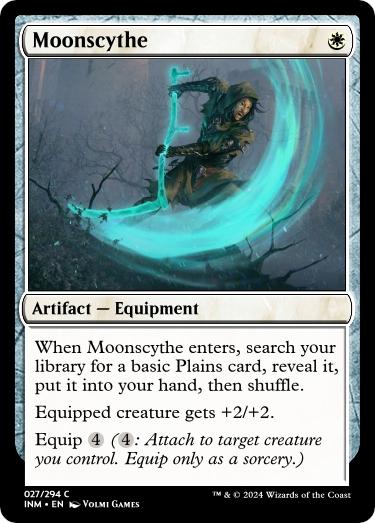 Moonscythe
Artifact — Equipment
When Moonscythe enters, search your
library for a basic Plains card, reveal it,
put it into your hand, then shuffle.
Equipped creature gets +2/+2.
Equip 4 (4: Attach to target creature
you control. Equip only as a sorcery.)
027/294 C
INM • EN Volmi Games
™ & © 2024 Wizards of the Coast